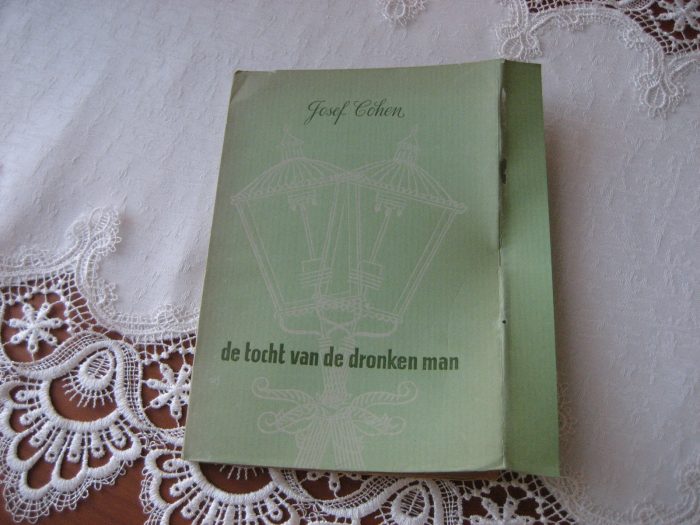 Josef Cohen
de tocht van de dronken man